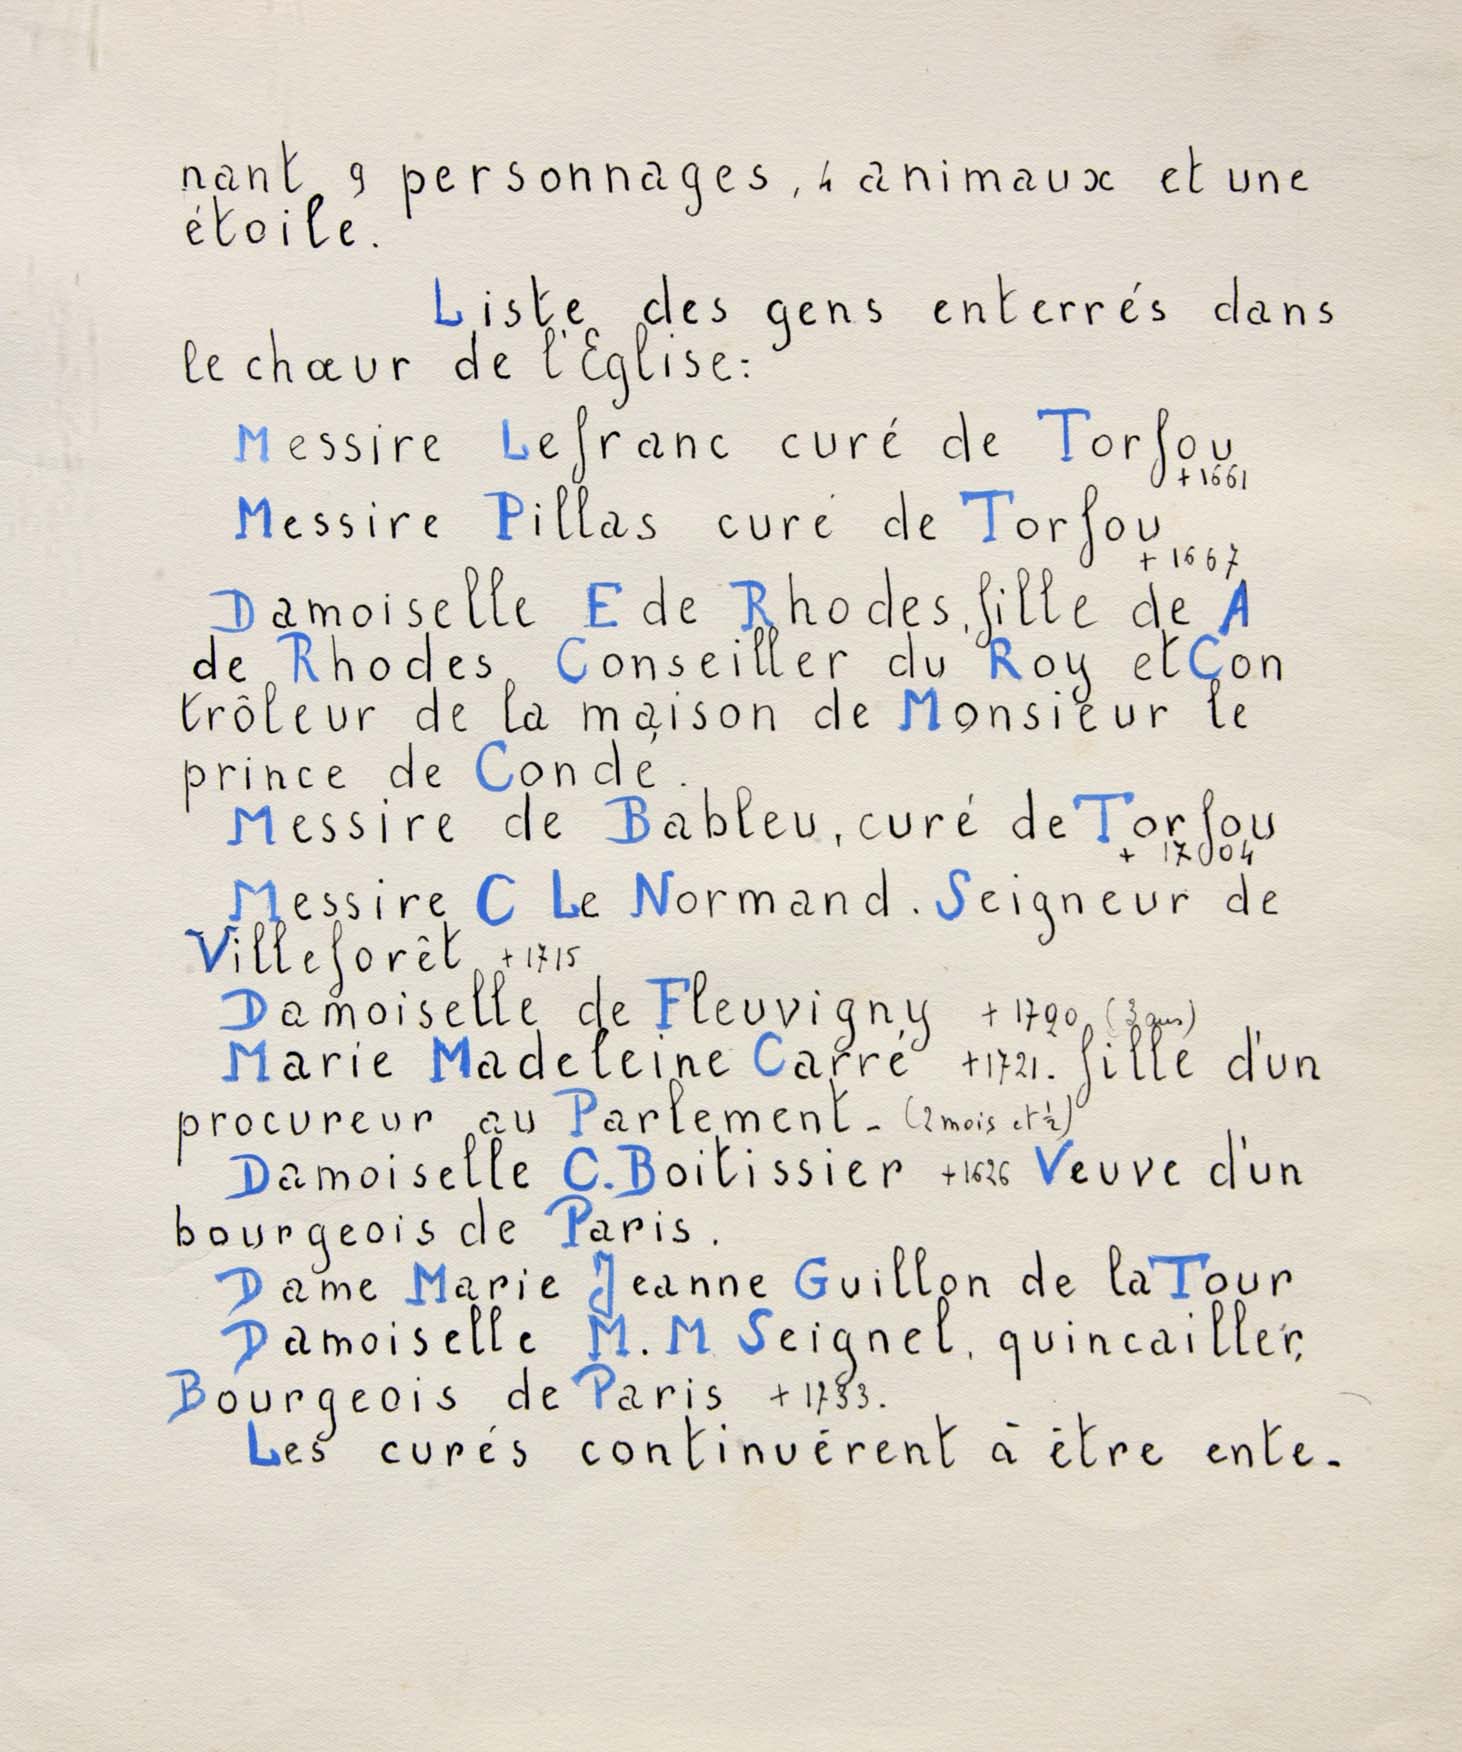 nant 9 personnages, 4 animaux et une
étoile.
Liste des gens enterrés dans
le chœur de l'Eglise:
Messire Lefranc curé de Torfou
+1661
Messire Pillas curé de Torfou
+1667
Damoiselle E de Rhodes, fille de A
de Rhodes, Conseiller du Roy et Con
trôleur de la maison de Monsieur le
prince de Condé.
Messire de Bableu, curé de Torfou
+ 1704
Messire C Le Normand. Seigneur de
Villeforêt +1715
Damoiselle de Fleuvigny +1720 (3 ans)
Marie Madeleine Carré +1721. fille d'un
procureur au Parlement - (2 mois et ½)
Damoiselle C. Boitissier +1626 Veuve d'un
bourgeois de Paris.
Dame Marie Jeanne Guillon de la Tour
Damoiselle M. M Seignel, quincailler,
Bourgeois de Paris +1733.
Les curés continuèrent à être ente-